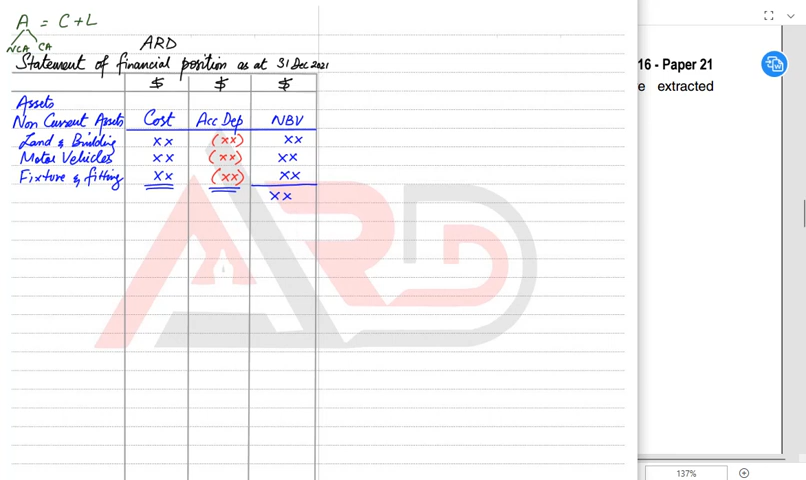 A = C + L
NCA CA
ARD
Statement of financial position as at 31 Dec 2021
$ $ $
Assets
Non Current Assets Cost Acc Dep NBV
Land & Building xx (xx) xx
Motor Vehicles xx (xx) xx
Fixture & fitting xx (xx) xx
xx
ARD
16 - Paper 21
e extracted
137%